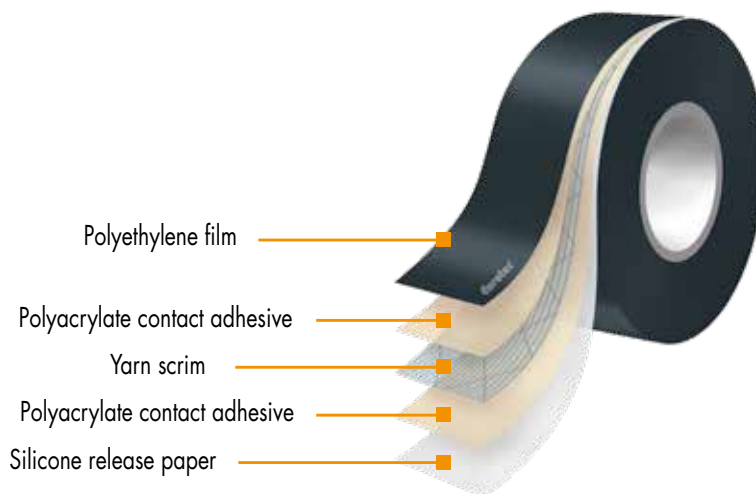 Polyethylene film
Polyacrylate contact adhesive
Yarn scrim
Polyacrylate contact adhesive
Silicone release paper